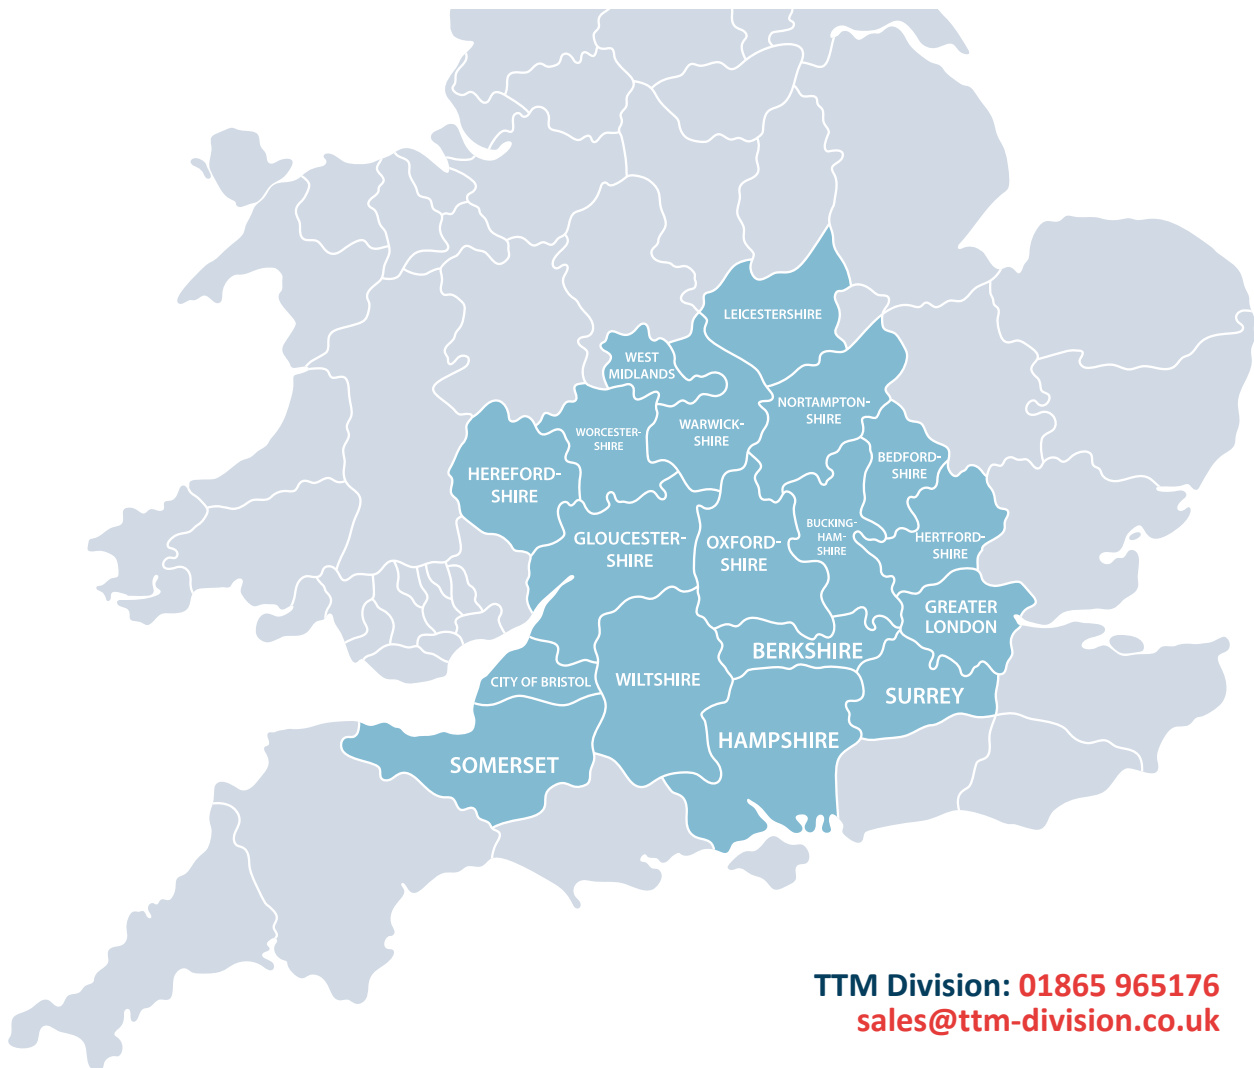 LEICESTERSHIRE
WEST
MIDLANDS
NORTAMPTON-
SHIRE
WARWICK-
SHIRE
WORCESTER-
SHIRE
BEDFORD-
SHIRE
HEREFORD-
SHIRE
BUCKING-
HAM-
SHIRE
HERTFORD-
SHIRE
GLOUCESTER-
SHIRE
OXFORD-
SHIRE
GREATER
LONDON
BERKSHIRE
CITY OF BRISTOL
WILTSHIRE
SURREY
HAMPSHIRE
SOMERSET
TTM Division: 01865 965176
sales@ttm-division.co.uk